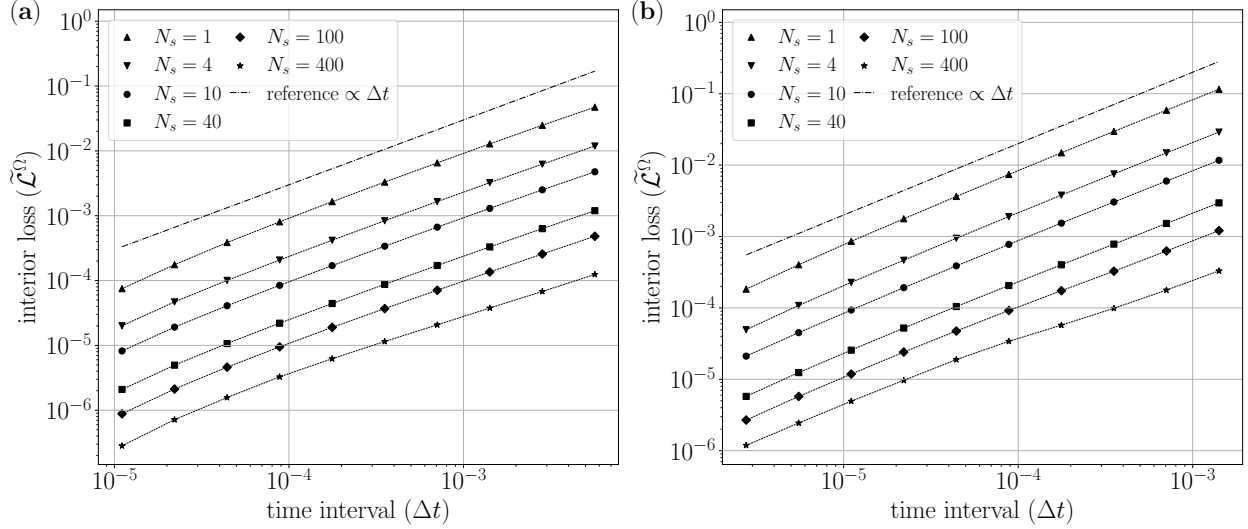 (a)
10^0
10^-1
10^-2
10^-3
10^-4
10^-5
10^-6
interior loss (ℒ̃^Ω)
N_s = 1
N_s = 4
N_s = 10
N_s = 40
N_s = 100
N_s = 400
reference ∝ Δt
10^-5
10^-4
10^-3
time interval (Δt)
(b)
10^0
10^-1
10^-2
10^-3
10^-4
10^-5
10^-6
interior loss (ℒ̃^Ω)
N_s = 1
N_s = 4
N_s = 10
N_s = 40
N_s = 100
N_s = 400
reference ∝ Δt
10^-5
10^-4
10^-3
time interval (Δt)